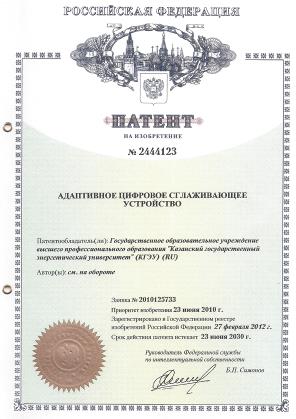 РОССИЙСКАЯ ФЕДЕРАЦИЯ
ПАТЕНТ
НА ИЗОБРЕТЕНИЕ
№ 2444123
АДАПТИВНОЕ ЦИФРОВОЕ СГЛАЖИВАЮЩЕЕ
УСТРОЙСТВО
Патентообладатель(ли): Государственное образовательное учреждение
высшего профессионального образования "Казанский государственный
энергетический университет" (КГЭУ) (RU)
Автор(ы): см. на обороте
Заявка № 2010125733
Приоритет изобретения 23 июня 2010 г.
Зарегистрировано в Государственном реестре
изобретений Российской Федерации 27 февраля 2012 г.
Срок действия патента истекает 23 июня 2030 г.
Руководитель Федеральной службы
по интеллектуальной собственности
Б.П. Симонов